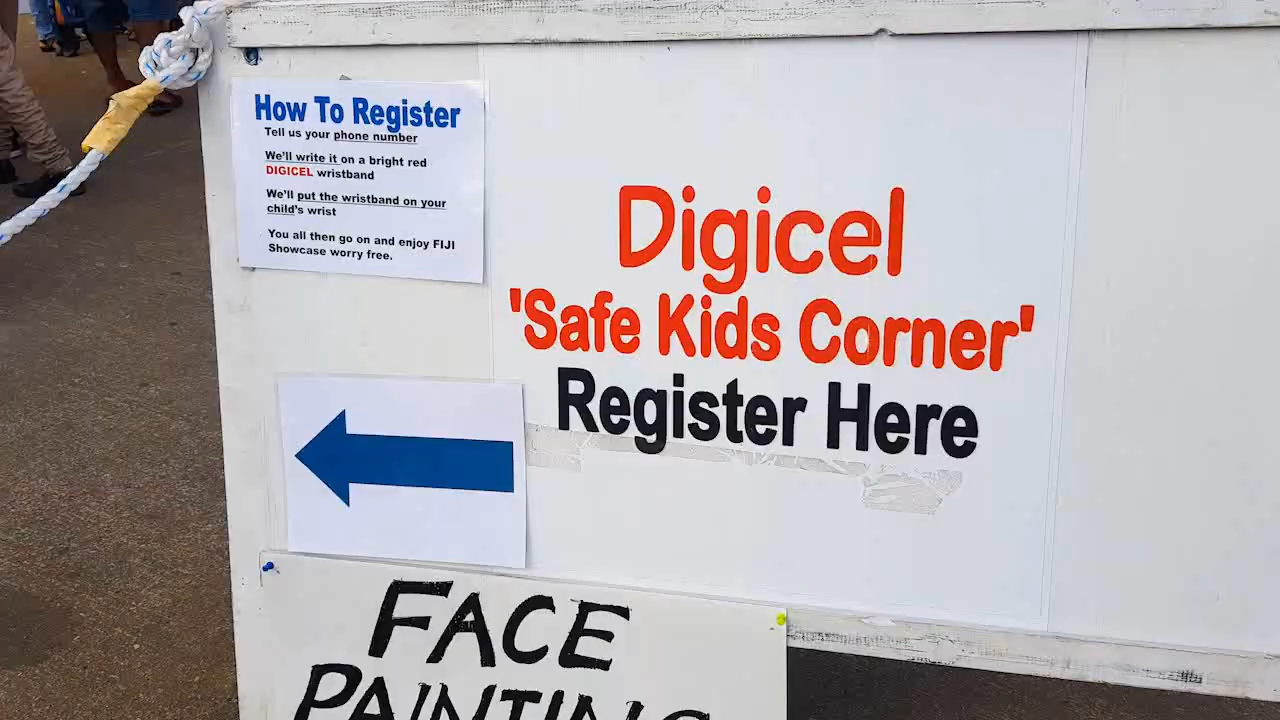 How To Register
Tell us your phone number
We'll write it on a bright red
DIGICEL wristband
We'll put the wristband on your
child's wrist
You all then go on and enjoy FIJI
Showcase worry free.
Digicel
'Safe Kids Corner'
Register Here
FACE
PAINTING